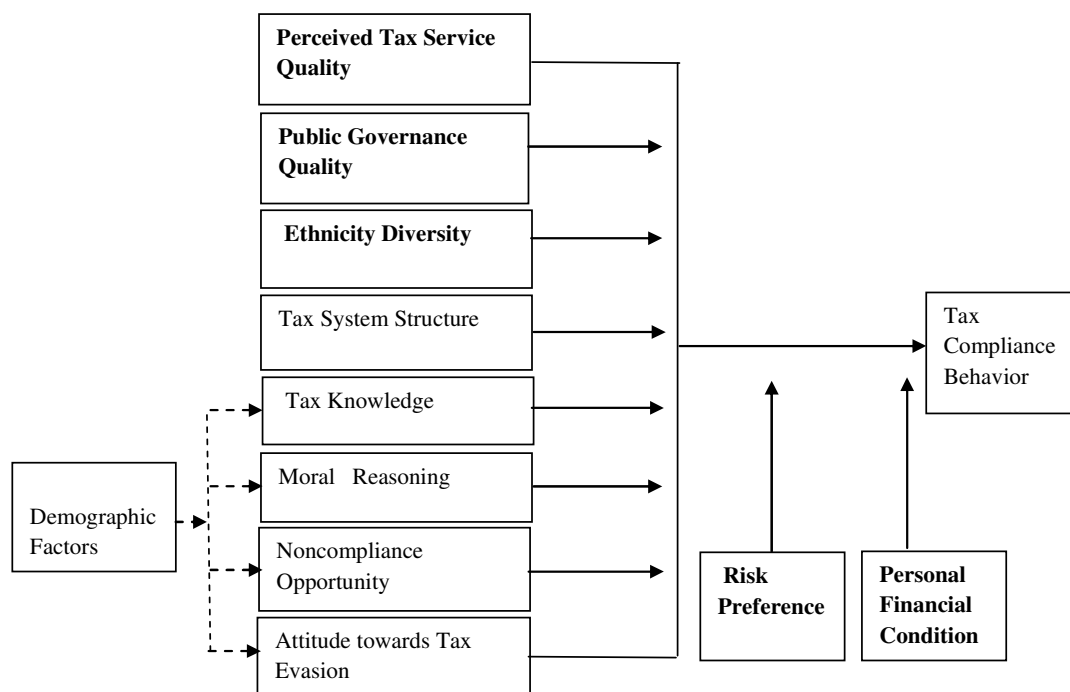 Perceived Tax Service
Quality
Public Governance
Quality
Ethnicity Diversity
Tax System Structure
Tax Knowledge
Moral Reasoning
Noncompliance
Opportunity
Attitude towards Tax
Evasion
Demographic
Factors
Risk
Preference
Personal
Financial
Condition
Tax
Compliance
Behavior